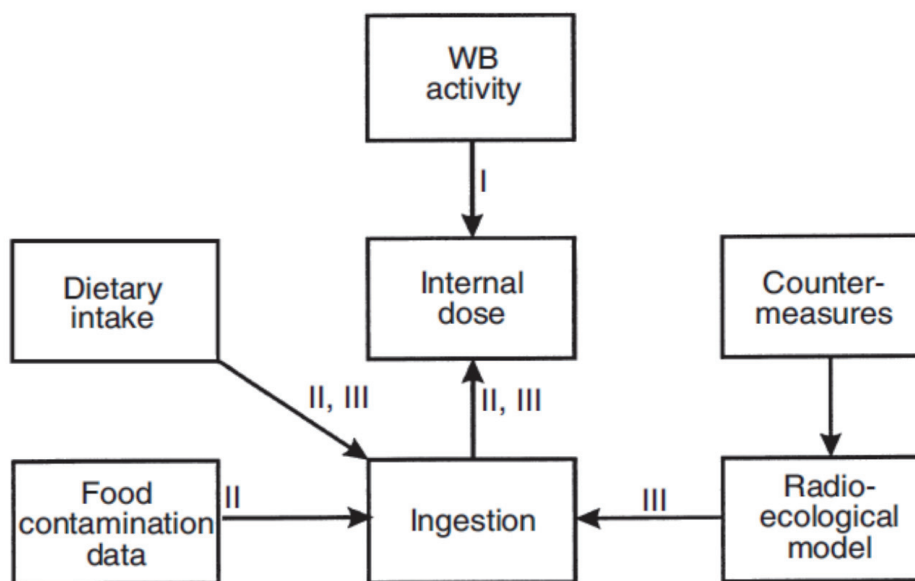 WB
activity
I
Dietary
intake
Internal
dose
Counter-
measures
II, III
II, III
Food
contamination
data
II
Ingestion
III
Radio-
ecological
model